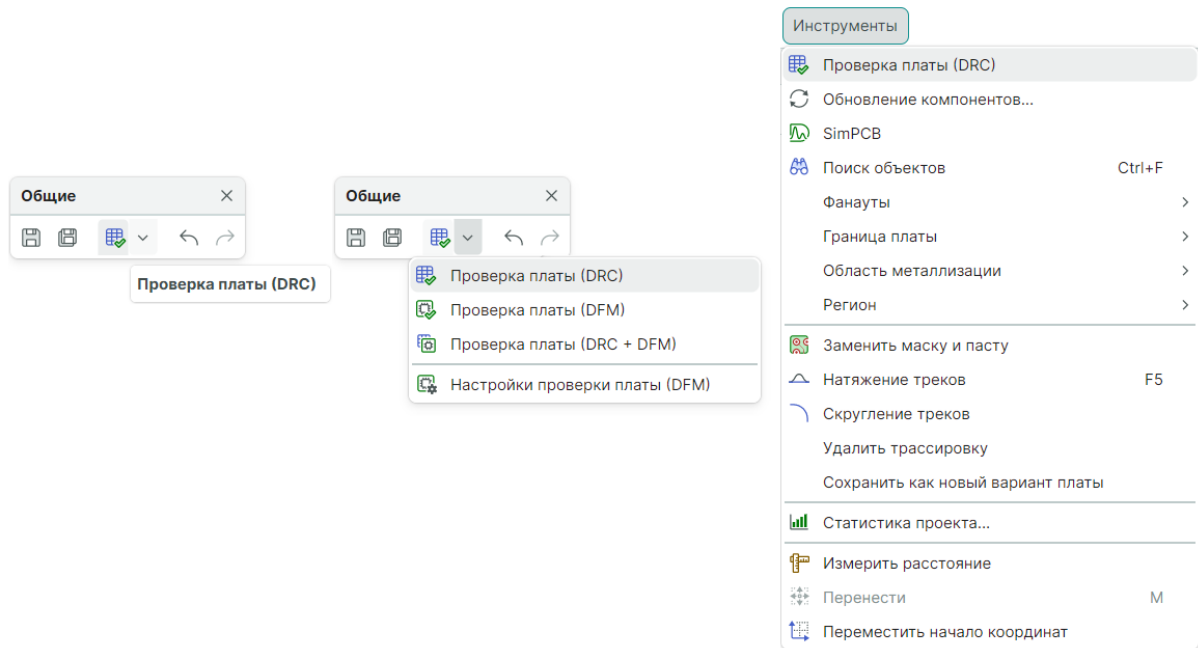 Общие
Проверка платы (DRC)
Общие
Проверка платы (DRC)
Проверка платы (DFM)
Проверка платы (DRC + DFM)
Настройки проверки платы (DFM)
Инструменты
Проверка платы (DRC)
Обновление компонентов...
SimPCB
Поиск объектов Ctrl+F
Фанауты
Граница платы
Область металлизации
Регион
Заменить маску и пасту
Натяжение треков F5
Скругление треков
Удалить трассировку
Сохранить как новый вариант платы
Статистика проекта...
Измерить расстояние
Перенести M
Переместить начало координат